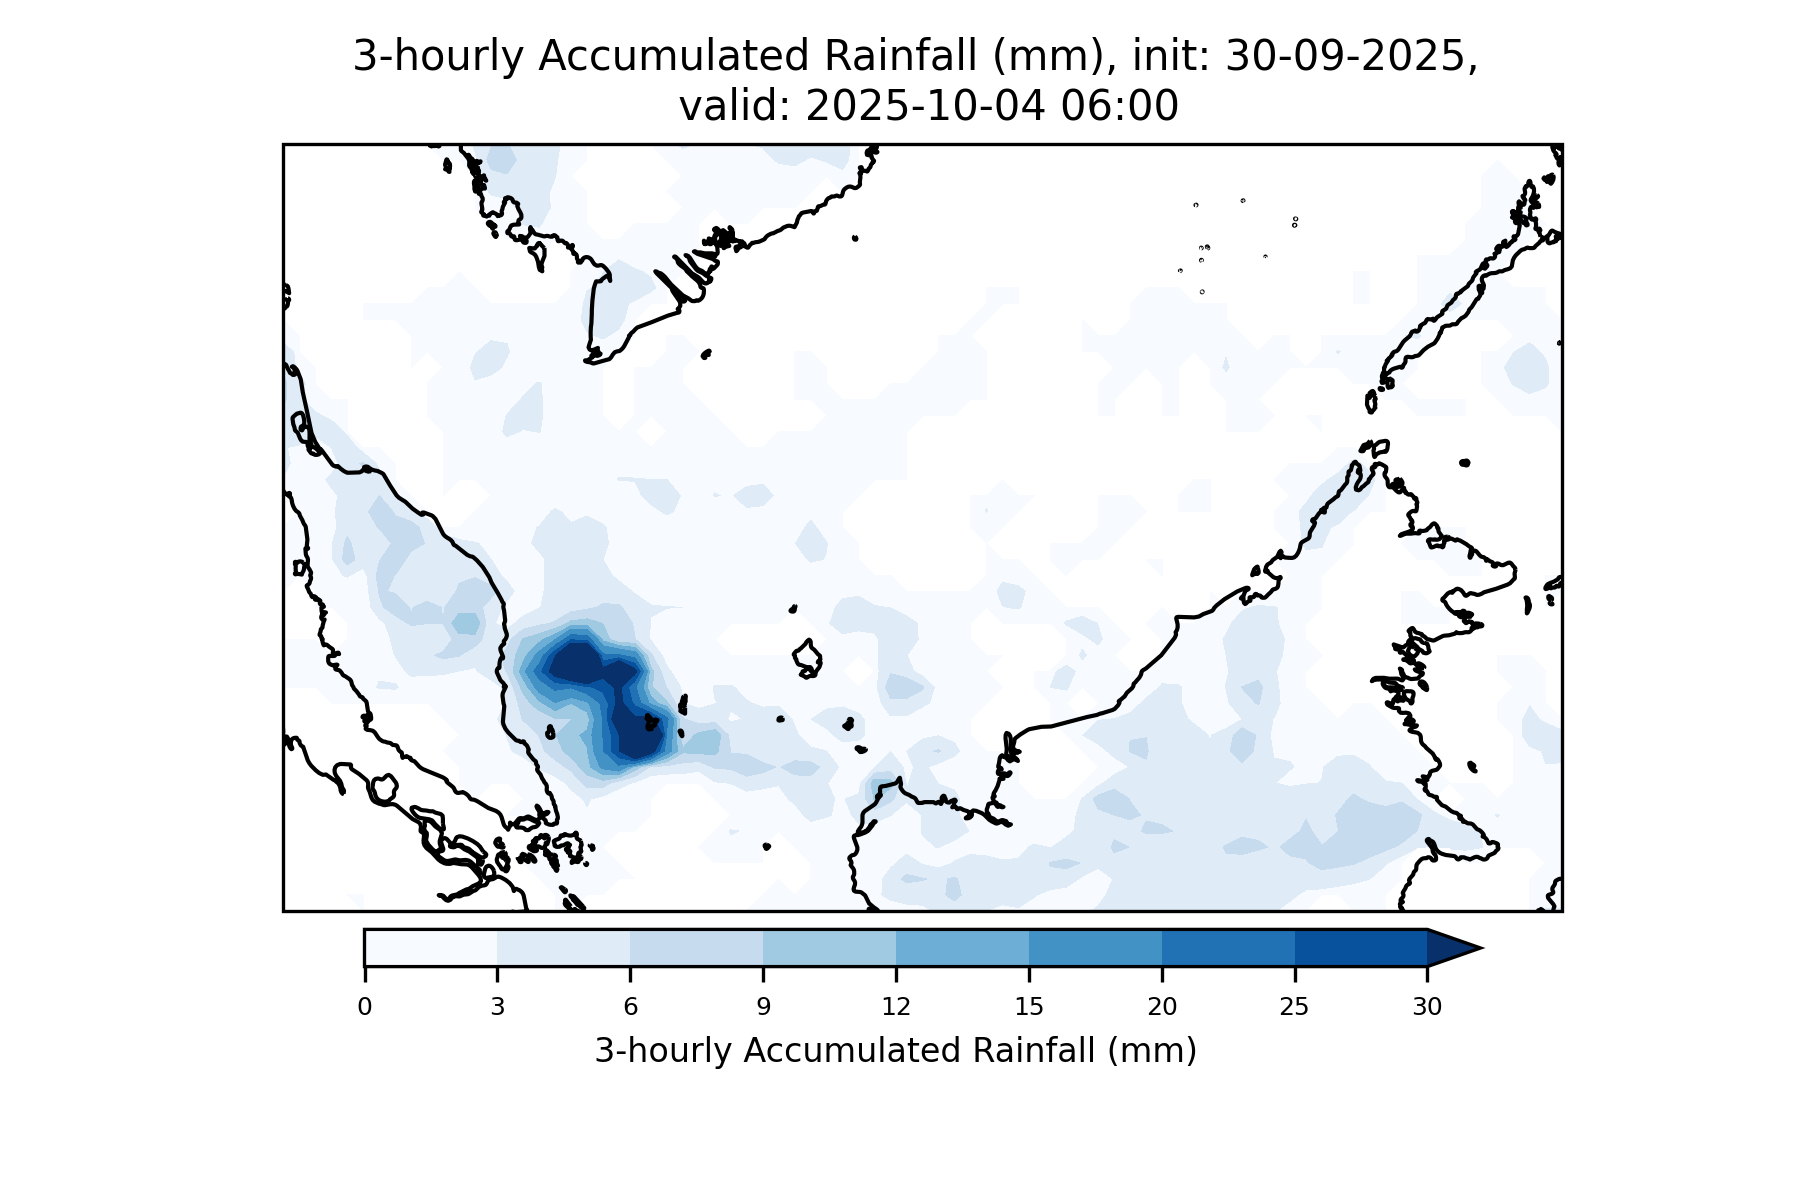 3-hourly Accumulated Rainfall (mm), init: 30-09-2025,
valid: 2025-10-04 06:00
0 3 6 9 12 15 20 25 30
3-hourly Accumulated Rainfall (mm)